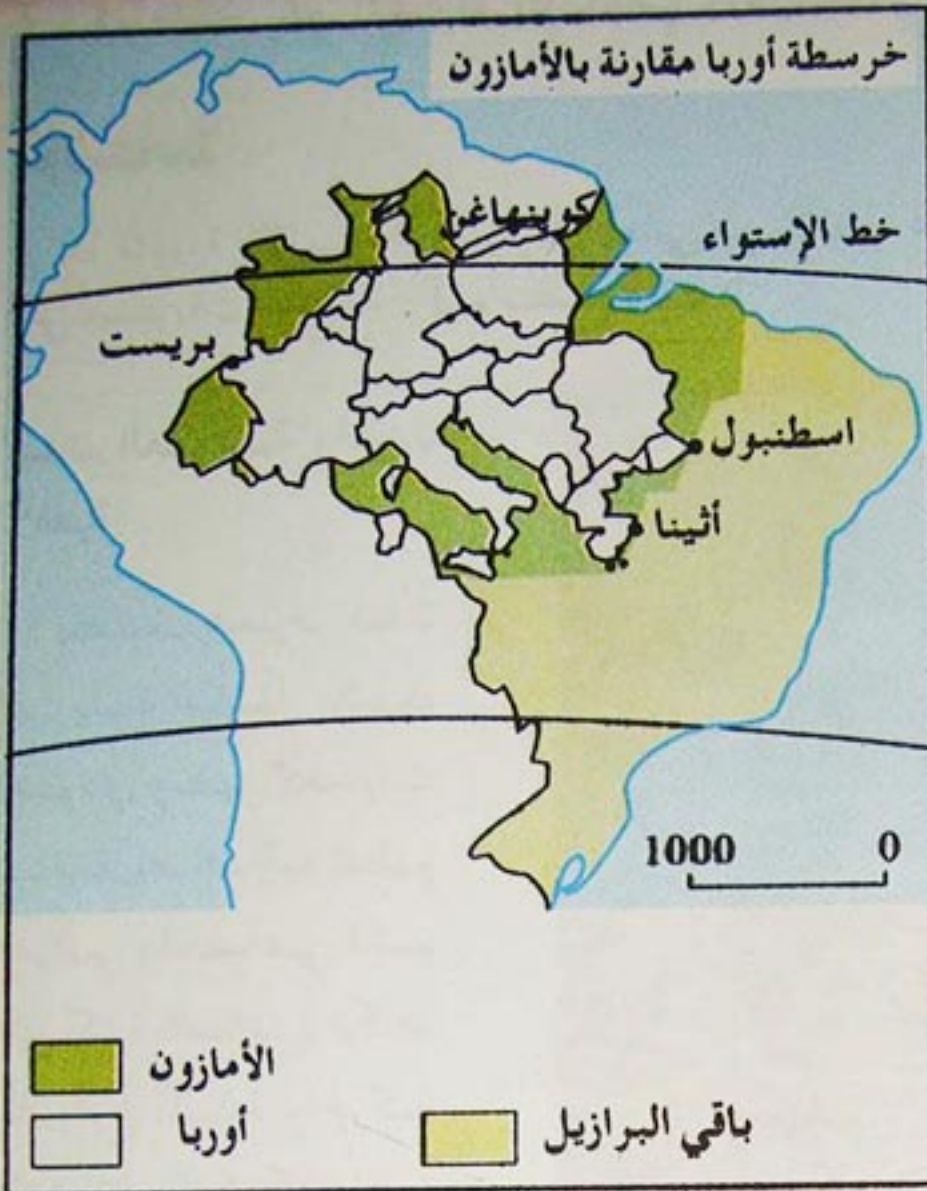 خرسطة أوربا مقارنة بالأمازون
كوبنهاغن
خط الإستواء
بريست
اسطنبول
أثينا
1000 0
الأمازون
أوربا
باقي البرازيل